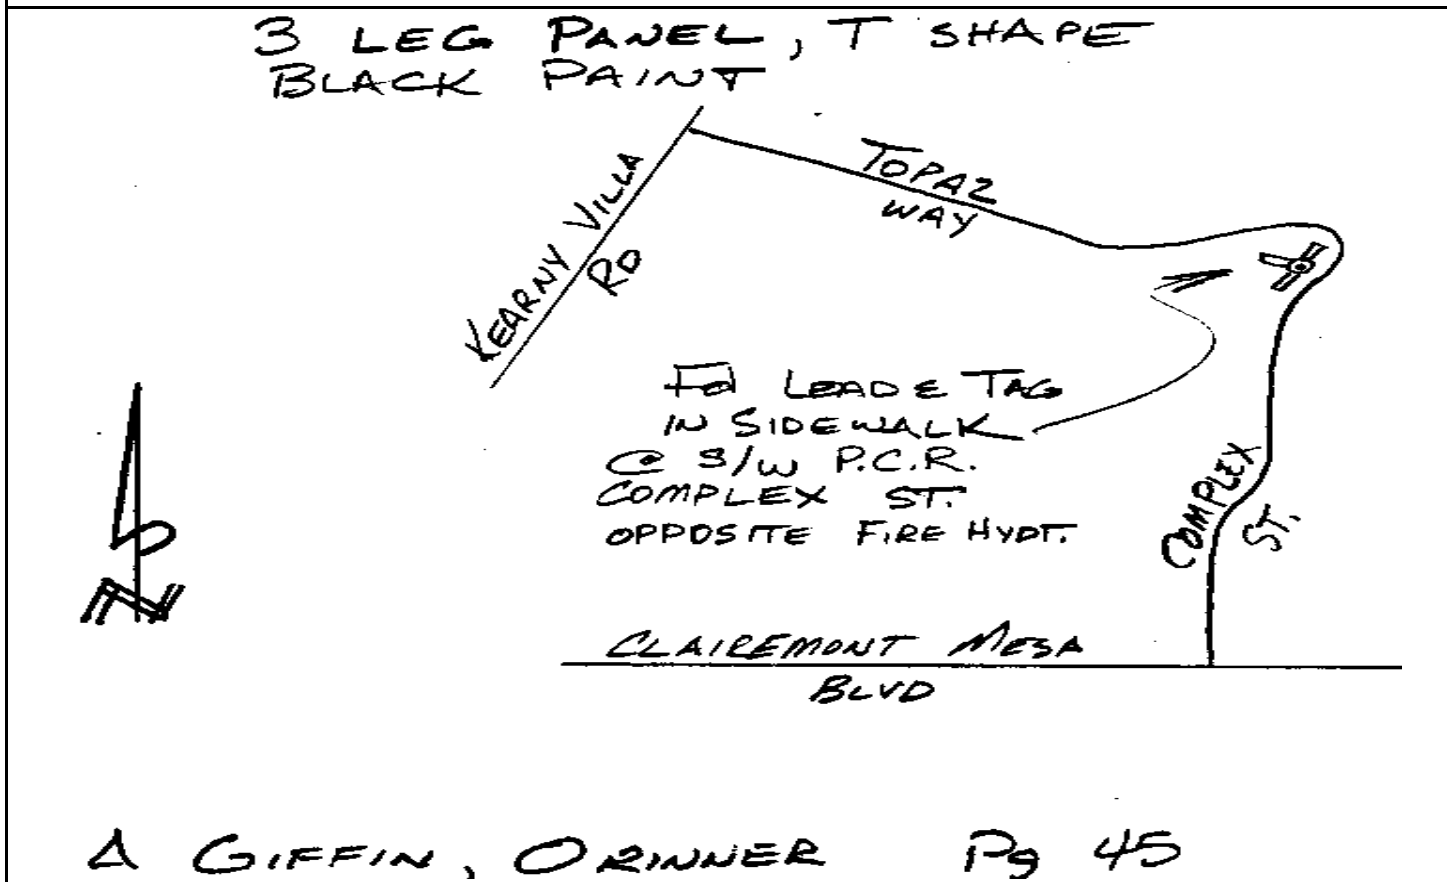 3 LEG PANEL, T SHAPE
BLACK PAINT
TOPAZ
WAY
KEARNY VILLA
RD
Fd LEAD & TAG
IN SIDEWALK
@ S/W P.C.R.
COMPLEX ST.
OPPOSITE FIRE HYDT.
COMPLEX
ST.
N
CLAIREMONT MESA
BLVD
Δ GIFFIN, O RINNER Pg 45